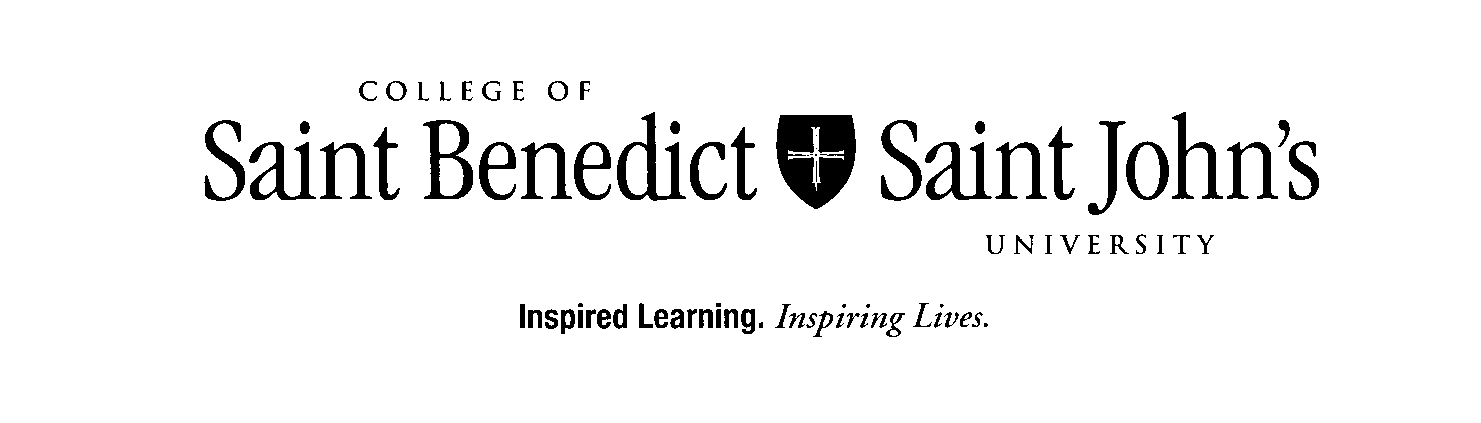 COLLEGE OF
Saint Benedict Saint John's
UNIVERSITY
Inspired Learning. Inspiring Lives.